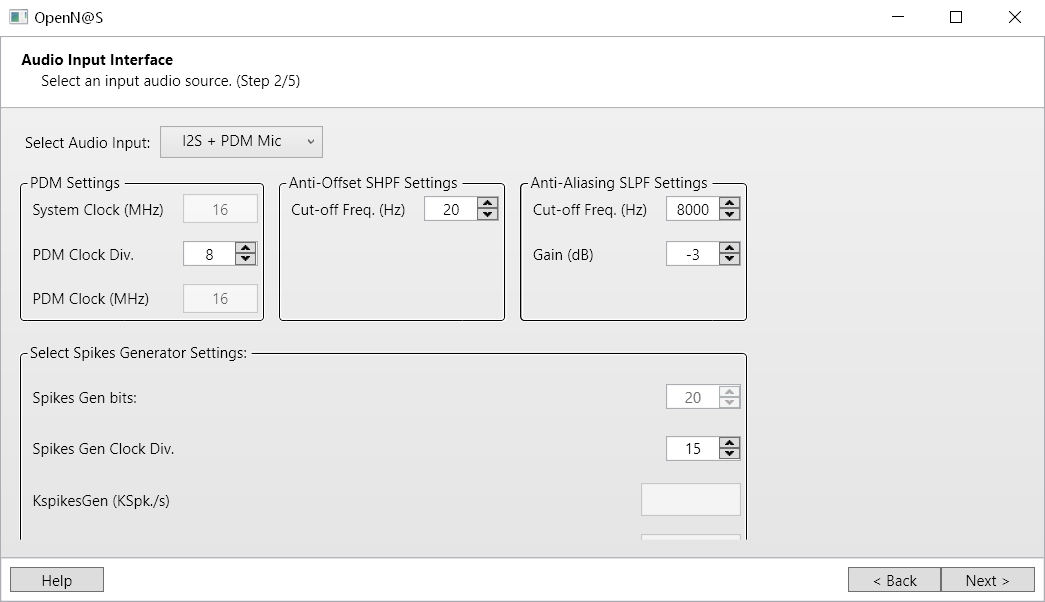 OpenN@S
Audio Input Interface
Select an input audio source. (Step 2/5)
Select Audio Input: I2S + PDM Mic
PDM Settings
System Clock (MHz) 16
PDM Clock Div. 8
PDM Clock (MHz) 16
Anti-Offset SHPF Settings
Cut-off Freq. (Hz) 20
Anti-Aliasing SLPF Settings
Cut-off Freq. (Hz) 8000
Gain (dB) -3
Select Spikes Generator Settings:
Spikes Gen bits: 20
Spikes Gen Clock Div. 15
KspikesGen (KSpk./s)
Help < Back Next >